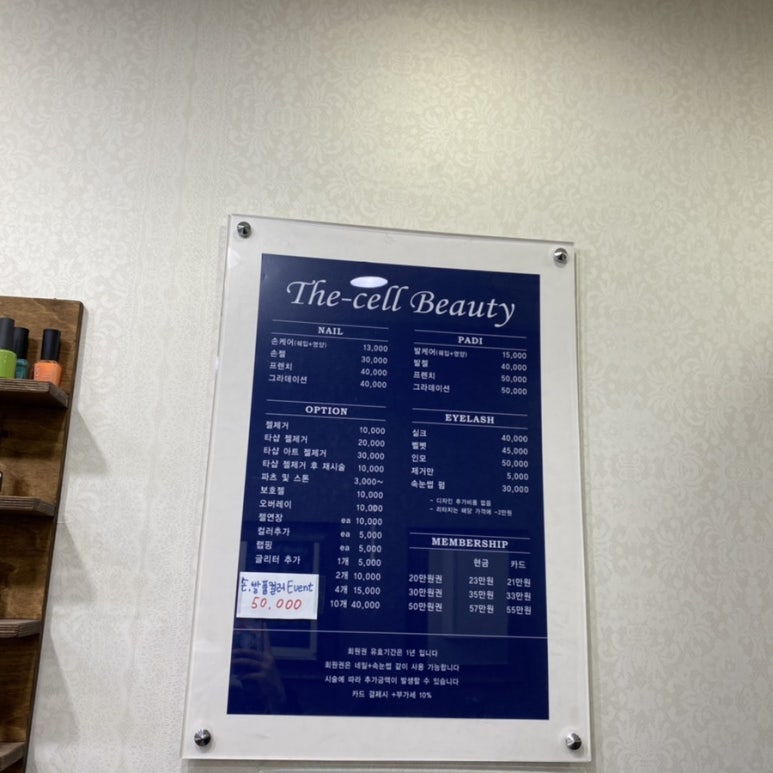 The-cell Beauty
NAIL
손케어(웨입+영양) 13,000
손젤 30,000
프렌치 40,000
그라데이션 40,000
PADI
발케어(웨입+영양) 15,000
발젤 40,000
프렌치 50,000
그라데이션 50,000
OPTION
젤제거 10,000
타샵 젤제거 20,000
타샵 아트 젤제거 30,000
타샵 젤제거 후 재시술 10,000
파츠 및 스톤 3,000~
보호젤 10,000
오버레이 10,000
젤연장 ea 10,000
컬러추가 ea 5,000
랩핑 ea 5,000
글리터 추가 1개 5,000
2개 10,000
4개 15,000
10개 40,000
손.발 풀컬러 Event
50,000
EYELASH
실크 40,000
벨벳 45,000
인모 50,000
제거만 5,000
속눈썹 펌 30,000
- 디자인 추가비용 없음
- 리터치는 해당 가격에 -2만원
MEMBERSHIP
현금 카드
20만원권 23만원 21만원
30만원권 35만원 33만원
50만원권 57만원 55만원
회원권 유효기간은 1년 입니다
회원권은 네일+속눈썹 같이 사용 가능합니다
시술에 따라 추가금액이 발생할 수 있습니다
카드 결제시 +부가세 10%